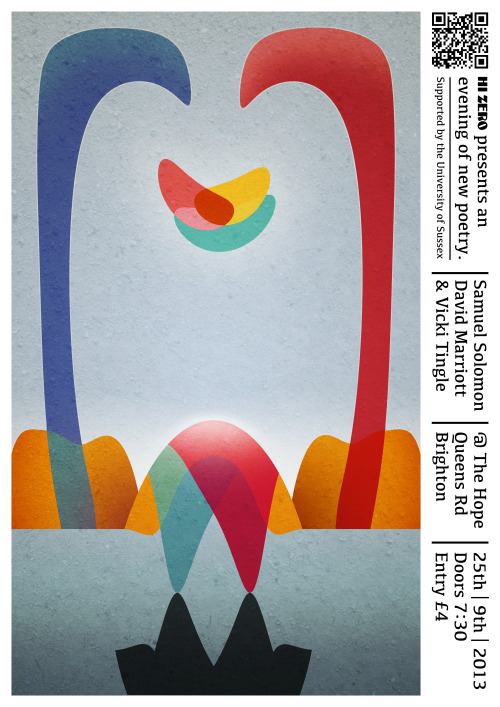 HI ZERO presents an
evening of new poetry.
Supported by the University of Sussex
Samuel Solomon
David Marriott
& Vicki Tingle
@ The Hope
Queens Rd
Brighton
25th | 9th | 2013
Doors 7:30
Entry £4